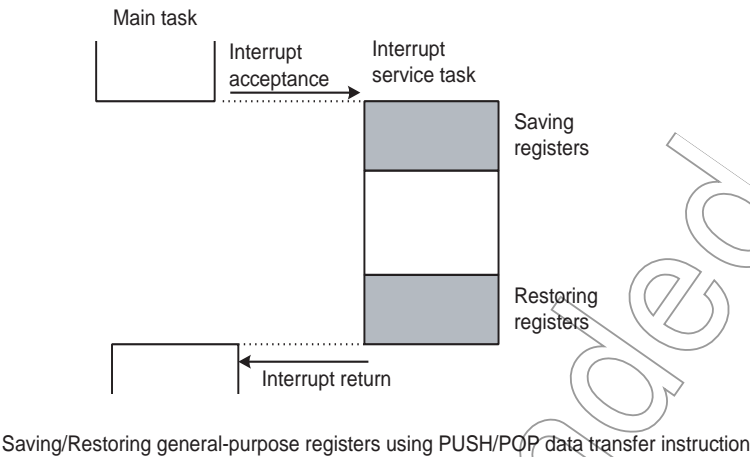 Main task
Interrupt
acceptance
Interrupt
service task
Saving
registers
Restoring
registers
Interrupt return
Saving/Restoring general-purpose registers using PUSH/POP data transfer instruction